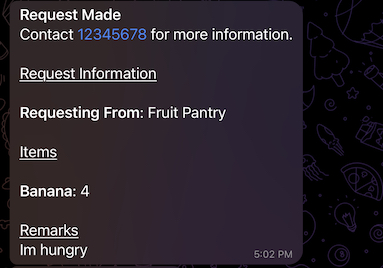 Request Made
Contact 12345678 for more information.
Request Information
Requesting From: Fruit Pantry
Items
Banana: 4
Remarks
Im hungry
5:02 PM